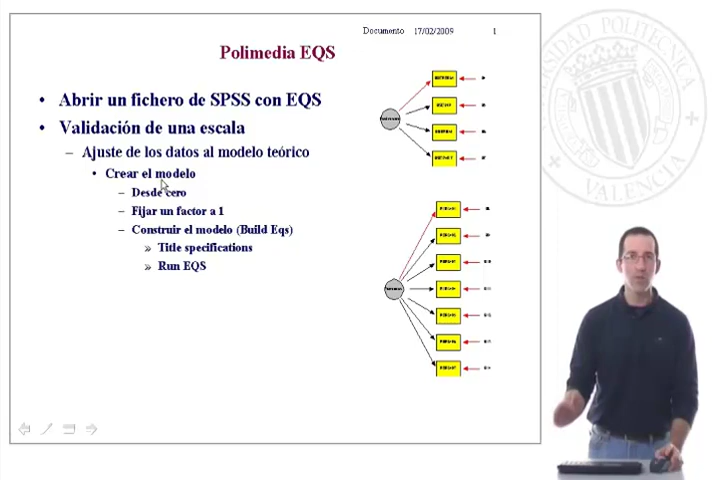 Documento 17/02/2009 1
Polimedia EQS
• Abrir un fichero de SPSS con EQS
• Validación de una escala
– Ajuste de los datos al modelo teórico
• Crear el modelo
– Desde cero
– Fijar un factor a 1
– Construir el modelo (Build Eqs)
» Title specifications
» Run EQS
VALENCIA